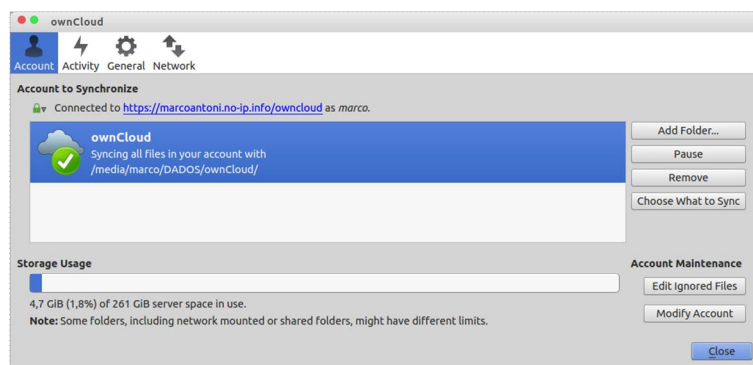 ownCloud
Account Activity General Network
Account to Synchronize
Connected to https://marcoantoni.no-ip.info/owncloud as marco.
ownCloud
Syncing all files in your account with
/media/marco/DADOS/ownCloud/
Add Folder...
Pause
Remove
Choose What to Sync
Storage Usage
4,7 GiB (1,8%) of 261 GiB server space in use.
Note: Some folders, including network mounted or shared folders, might have different limits.
Account Maintenance
Edit Ignored Files
Modify Account
Close